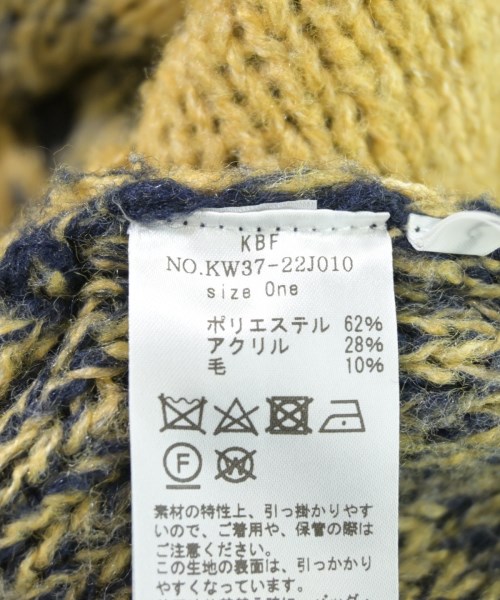 KBF
NO.KW37-22J010
size One
ポリエステル 62%
アクリル 28%
毛 10%
F W
素材の特性上、引っ掛かりやす
いので、ご着用や、保管の際は
ご注意ください。
この生地の表面は、引っかかり
やすくなっています。